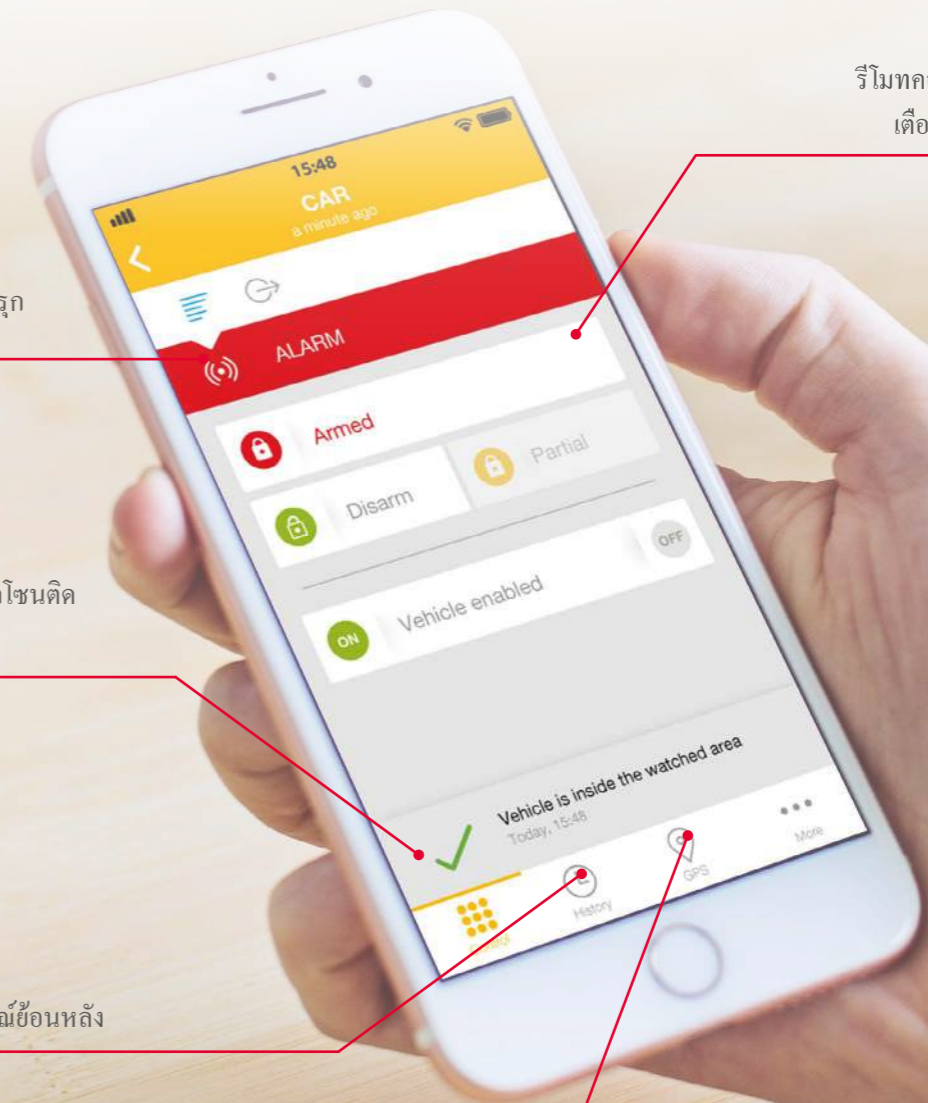 รีโมทค
เตือ
15:48
CAR
a minute ago
รุก
ALARM
Armed
Disarm
Partial
Vehicle enabled
ON
OFF
โซนติด
Vehicle is inside the watched area
Today, 15:48
Control
History
GPS
More
ณ์ย้อนหลัง